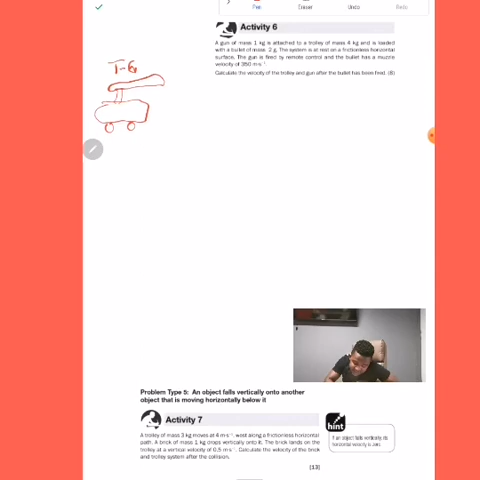 Pen
Eraser
Undo
Redo
Activity 6
A gun of mass 1 kg is attached to a trolley of mass 4 kg and is loaded
with a bullet of mass 2 g. The system is at rest on a frictionless horizontal
surface. The gun is fired by remote control and the bullet has a muzzle
velocity of 350 m·s⁻¹.
Calculate the velocity of the trolley and gun after the bullet has been fired. (8)
T-G
Problem Type 5: An object falls vertically onto another
object that is moving horizontally below it
Activity 7
A trolley of mass 3 kg moves at 4 m·s⁻¹, west along a frictionless horizontal
path. A brick of mass 1 kg drops vertically onto it. The brick lands on the
trolley at a vertical velocity of 0,5 m·s⁻¹. Calculate the velocity of the brick
and trolley system after the collision.
[13]
hint
If an object falls vertically, its
horizontal velocity is zero.